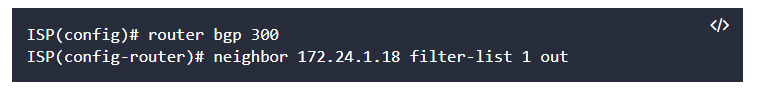 </>
ISP(config)# router bgp 300
ISP(config-router)# neighbor 172.24.1.18 filter-list 1 out